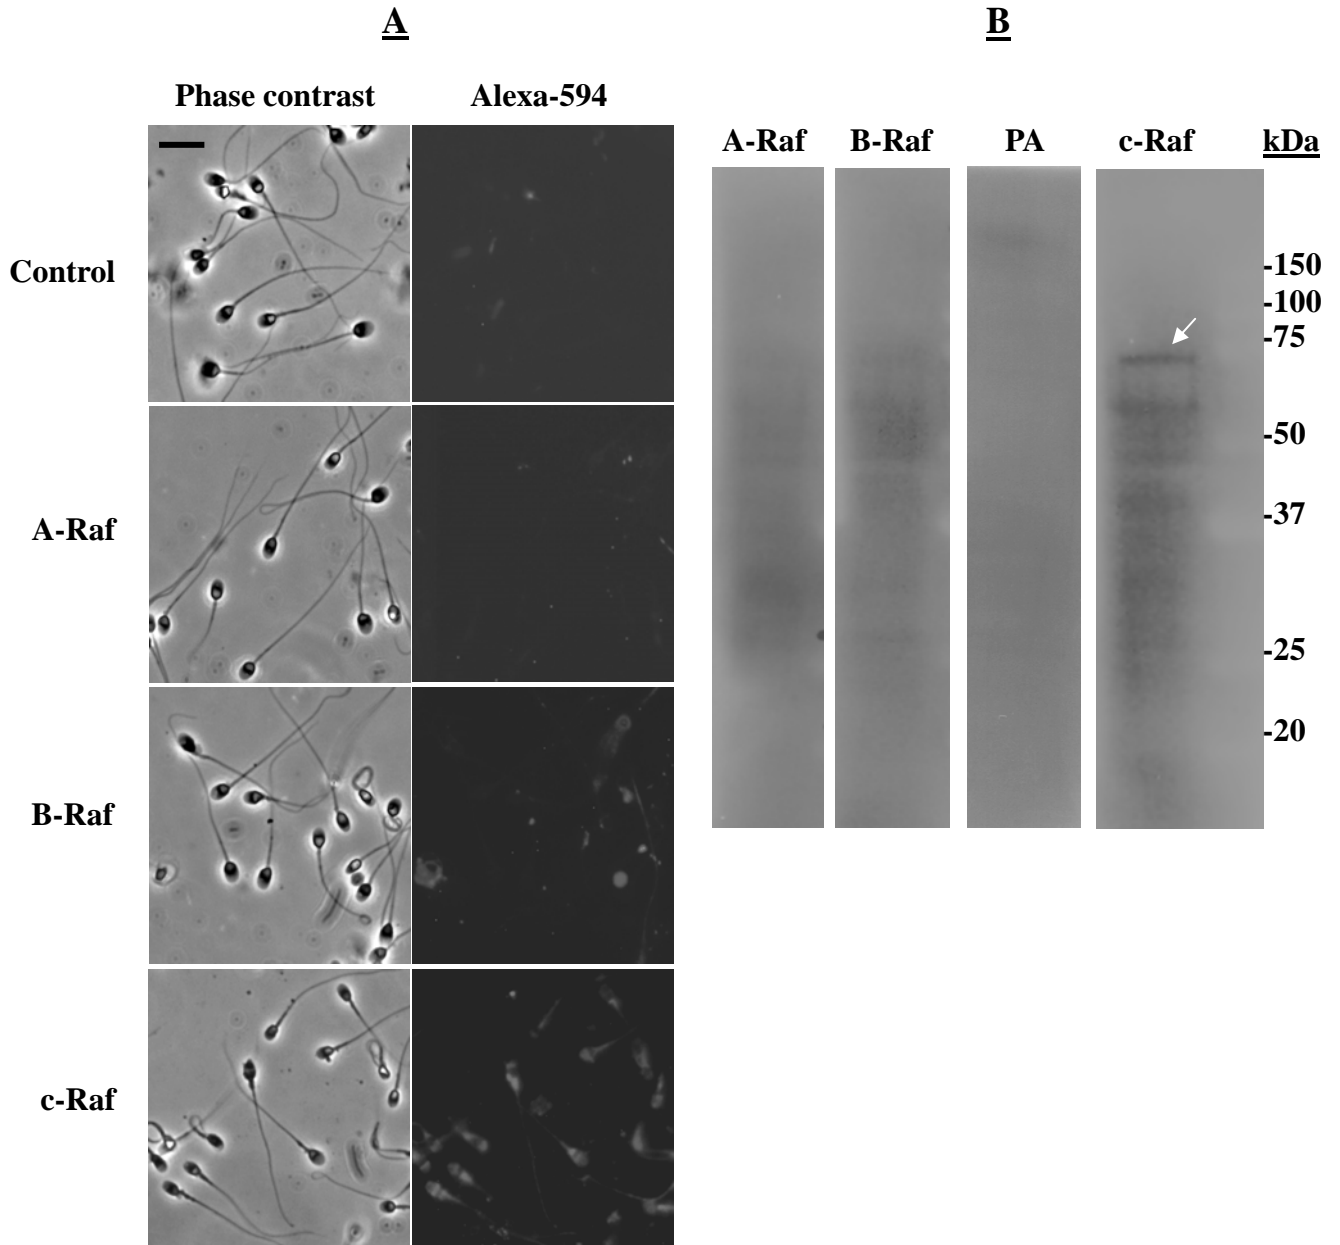 A
B
Phase contrast
Alexa-594
A-Raf
B-Raf
PA
c-Raf
kDa
Control
A-Raf
B-Raf
c-Raf
-150
-100
-75
-50
-37
-25
-20